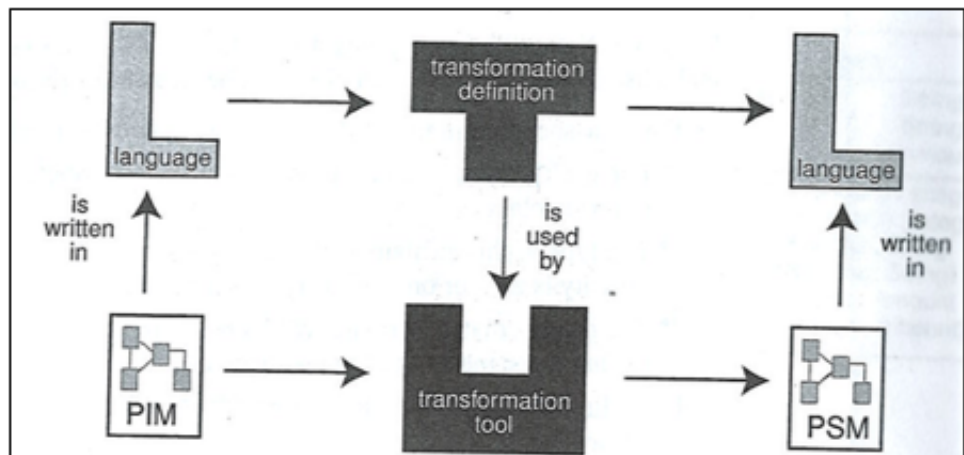 transformation
definition
language
language
is
written
in
is
used
by
is
written
in
PIM
transformation
tool
PSM